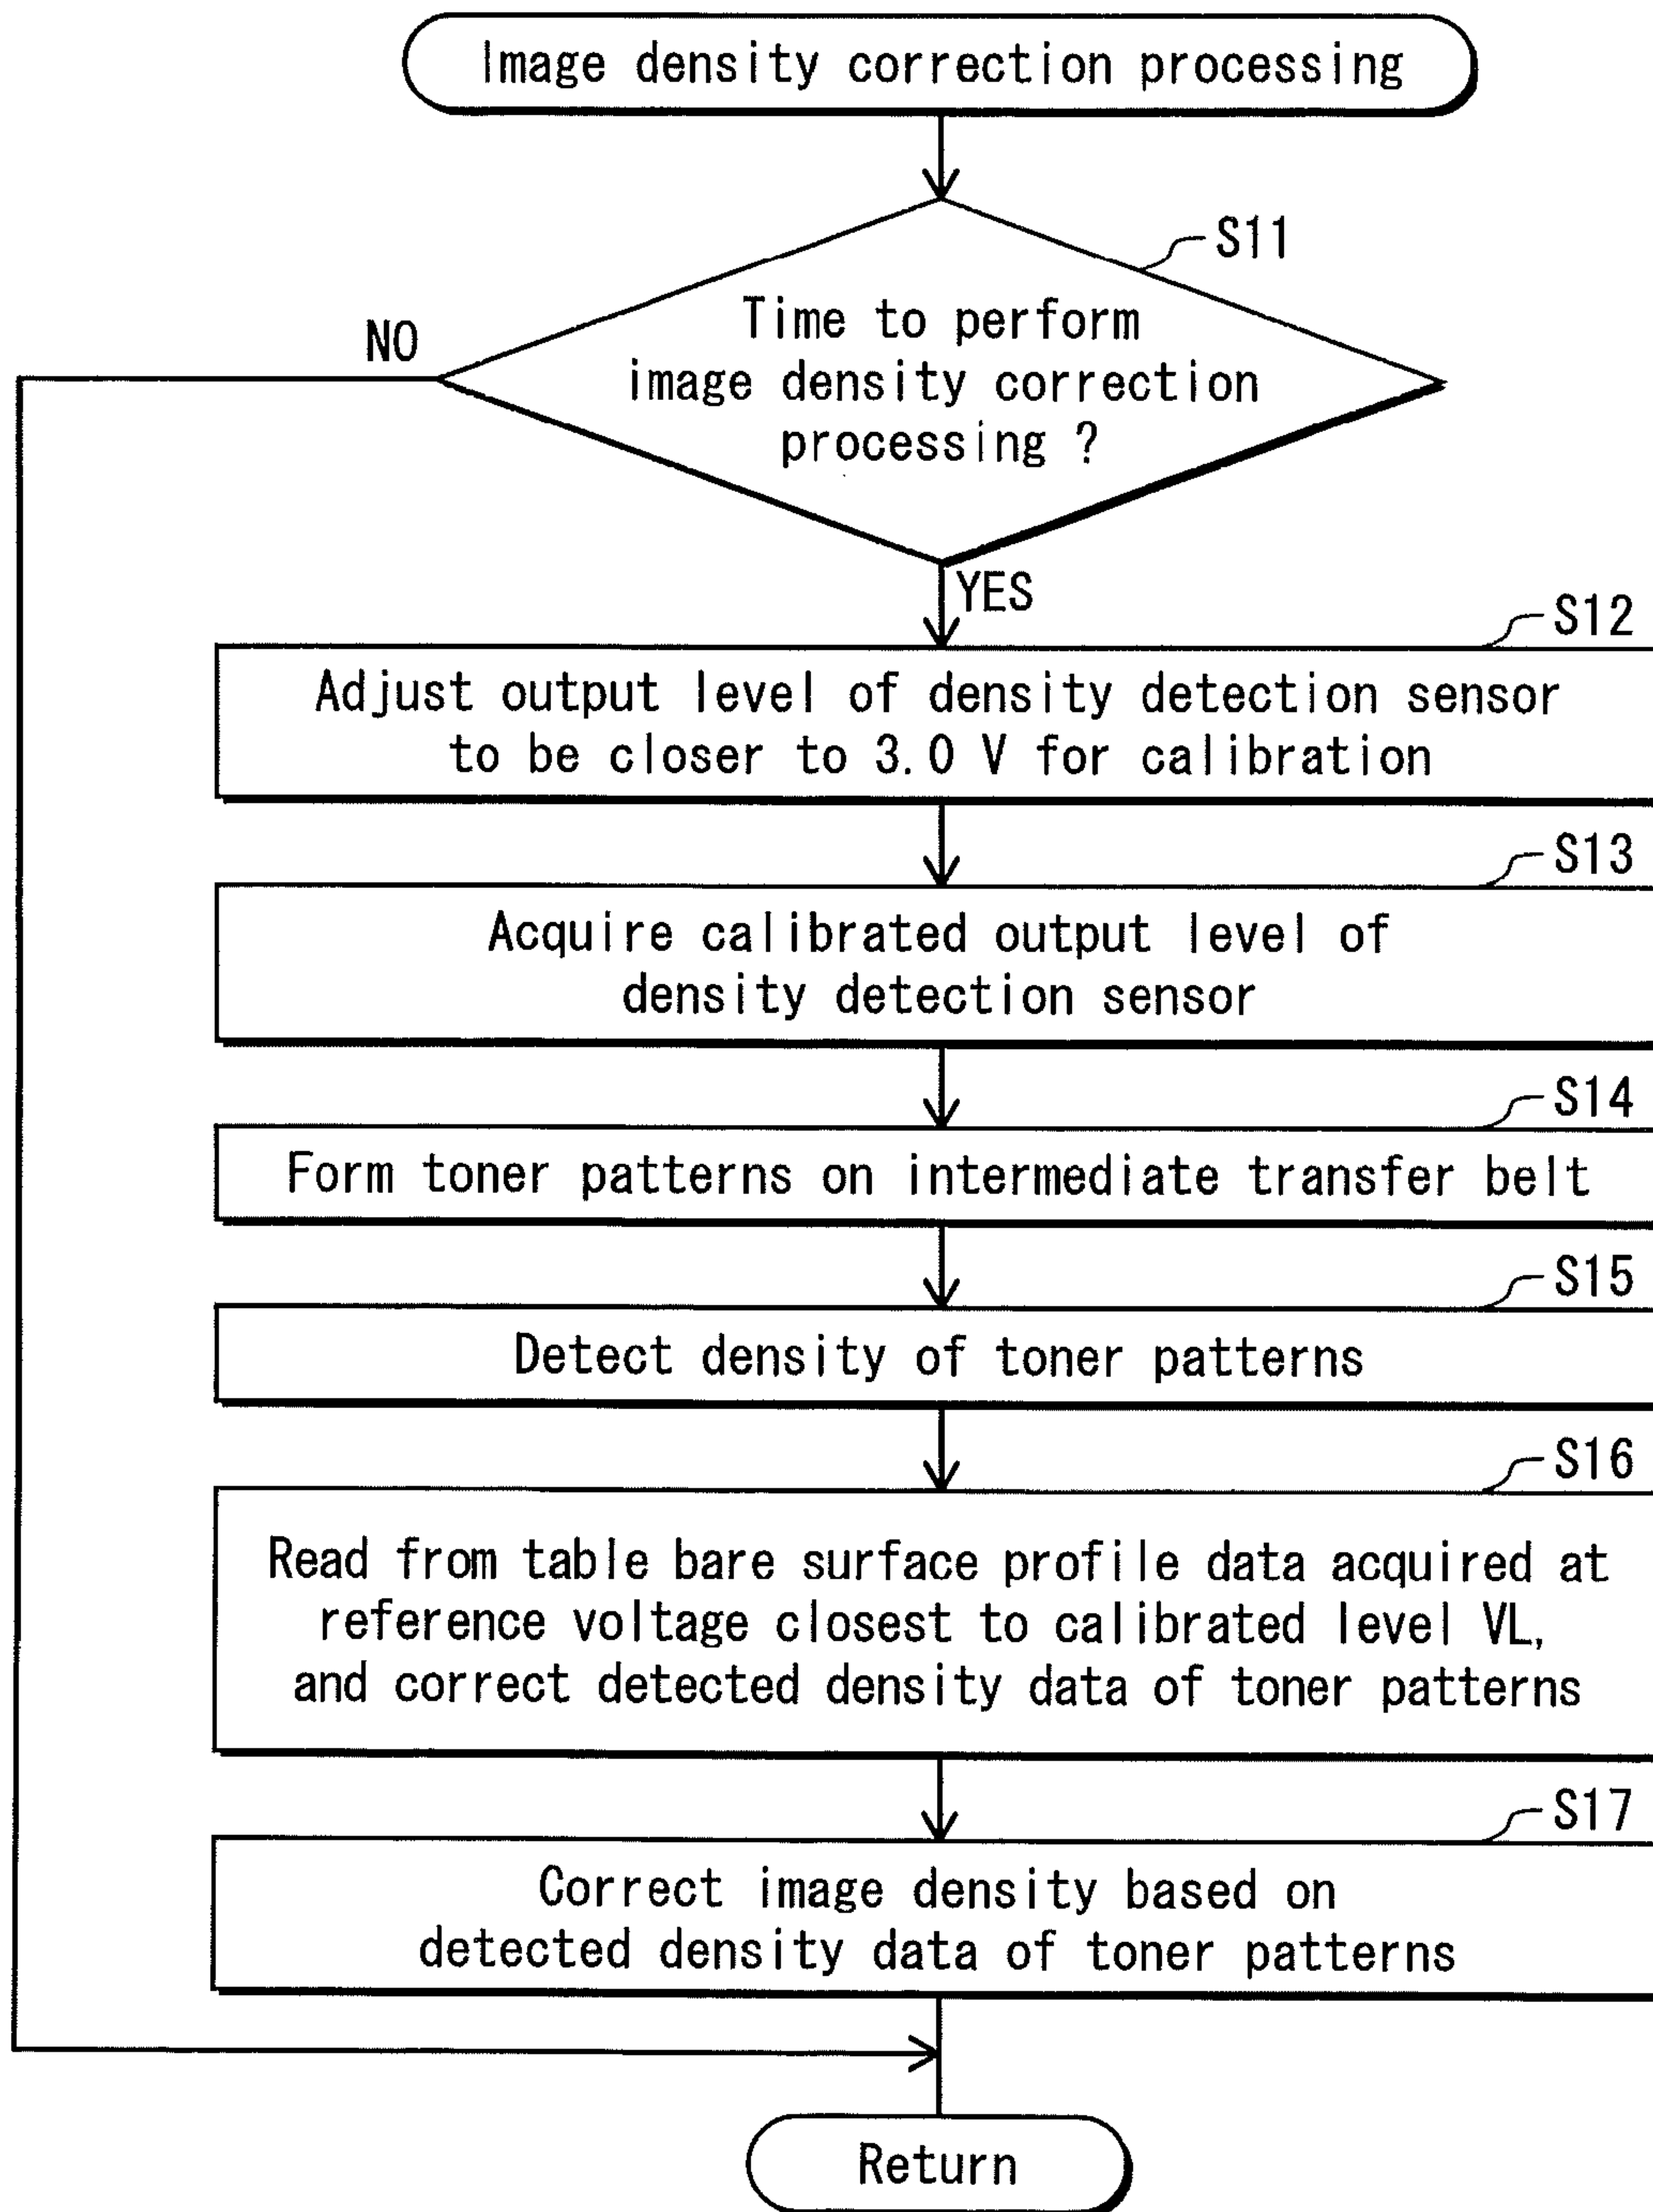 Image density correction processing
S11
Time to perform
image density correction
processing ?
NO
YES
S12
Adjust output level of density detection sensor
to be closer to 3.0 V for calibration
S13
Acquire calibrated output level of
density detection sensor
S14
Form toner patterns on intermediate transfer belt
S15
Detect density of toner patterns
S16
Read from table bare surface profile data acquired at
reference voltage closest to calibrated level VL,
and correct detected density data of toner patterns
S17
Correct image density based on
detected density data of toner patterns
Return